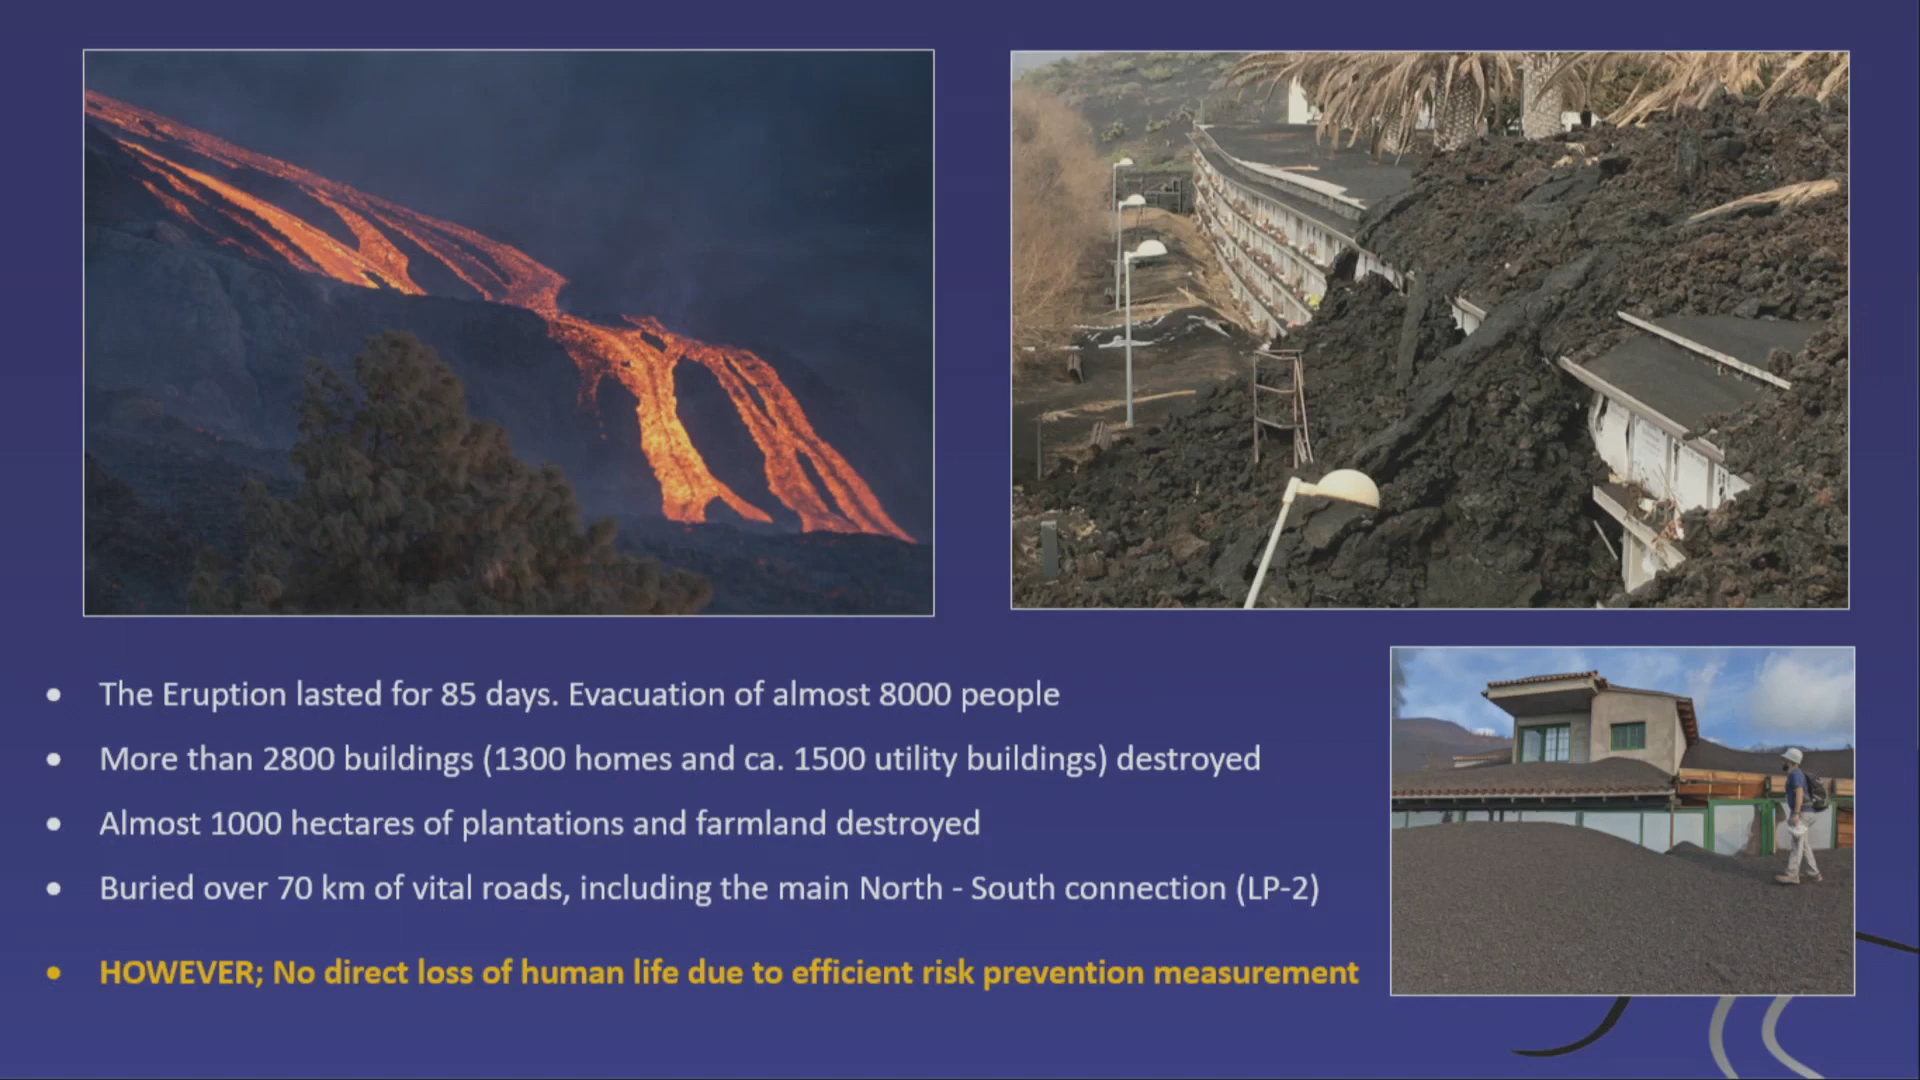 • The Eruption lasted for 85 days. Evacuation of almost 8000 people
• More than 2800 buildings (1300 homes and ca. 1500 utility buildings) destroyed
• Almost 1000 hectares of plantations and farmland destroyed
• Buried over 70 km of vital roads, including the main North - South connection (LP-2)
• HOWEVER; No direct loss of human life due to efficient risk prevention measurement